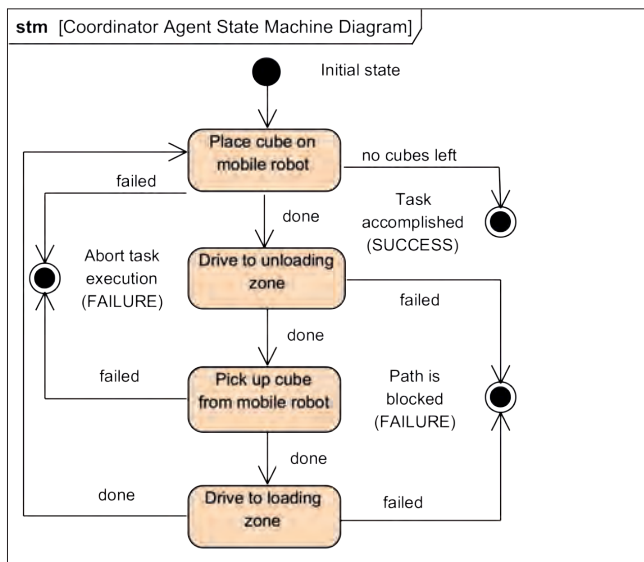 stm [Coordinator Agent State Machine Diagram]
Initial state
Place cube on
mobile robot
no cubes left
failed
Task
accomplished
(SUCCESS)
done
Abort task
execution
(FAILURE)
Drive to unloading
zone
failed
done
failed
Pick up cube
from mobile robot
Path is
blocked
(FAILURE)
done
done
Drive to loading
zone
failed